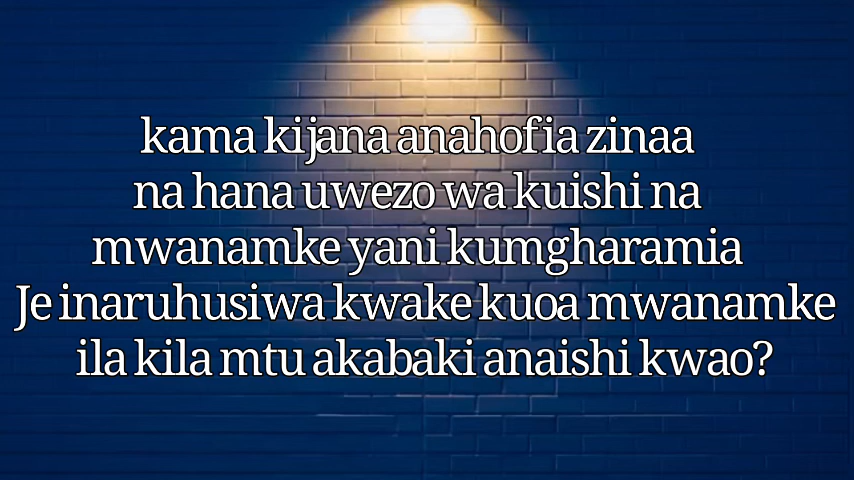 kama kijana anahofia zinaa
na hana uwezo wa kuishi na
mwanamke yani kumgharamia
Je inaruhusiwa kwake kuoa mwanamke
ila kila mtu akabaki anaishi kwao?